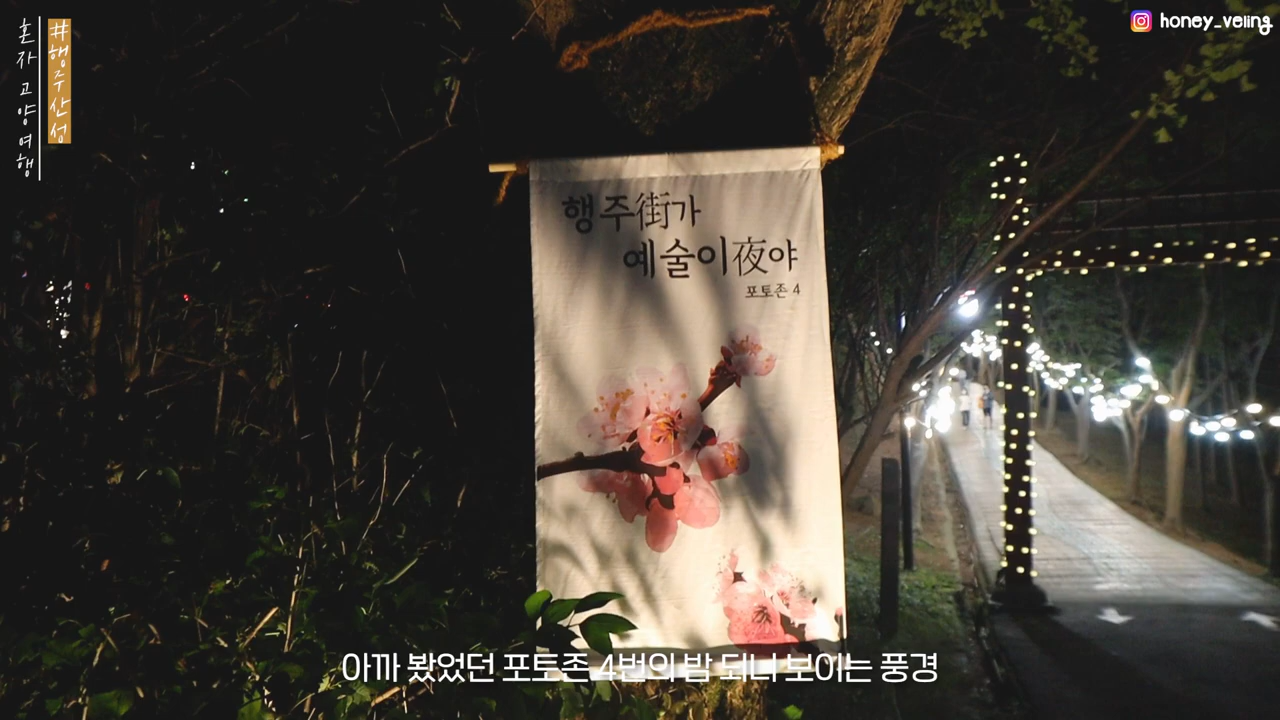 혼자 고양여행
#행주산성
honey_veling
행주街가
예술이夜야
포토존 4
아까 봤었던 포토존 4번의 밤 되니 보이는 풍경